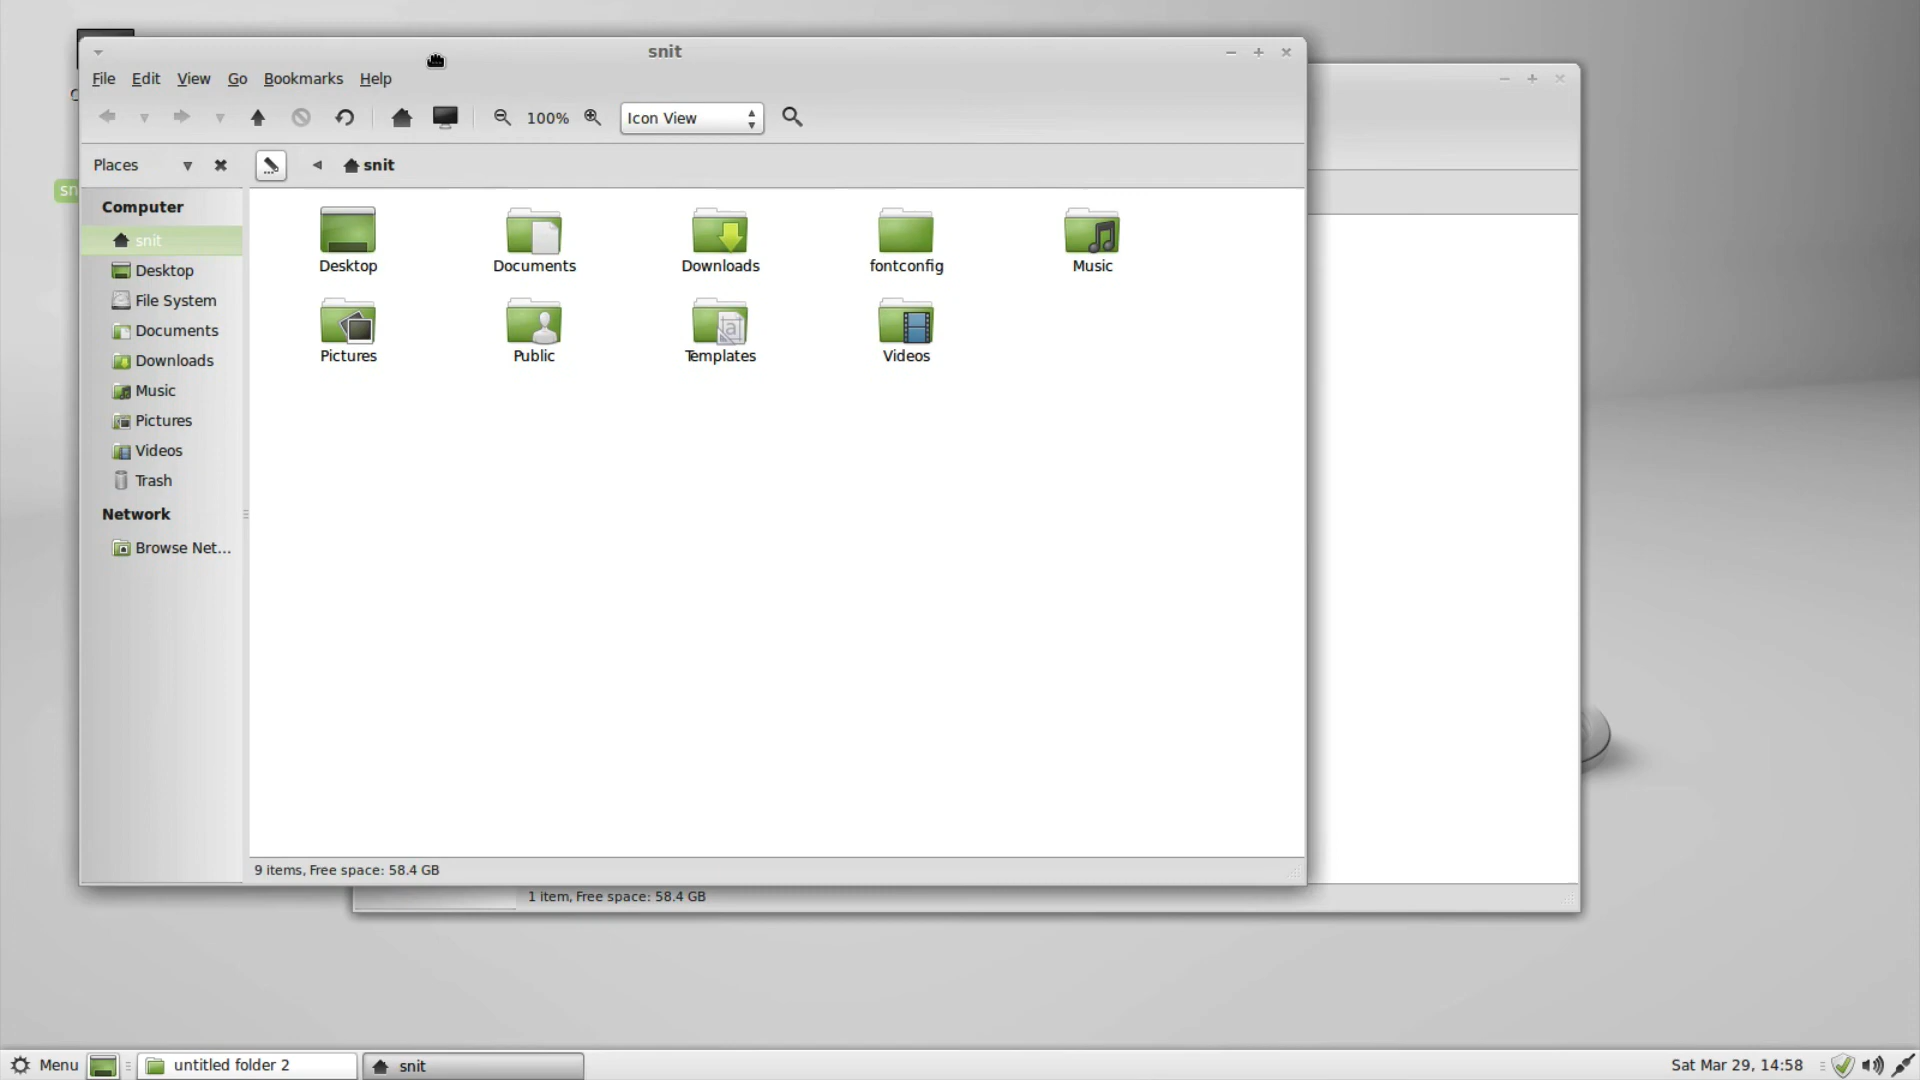 snit
File Edit View Go Bookmarks Help
100% Icon View
Places snit
Computer
snit
Desktop
File System
Documents
Downloads
Music
Pictures
Videos
Trash
Network
Browse Net...
Desktop Documents Downloads fontconfig Music
Pictures Public Templates Videos
9 items, Free space: 58.4 GB
1 item, Free space: 58.4 GB
sn
Menu untitled folder 2 snit Sat Mar 29, 14:58